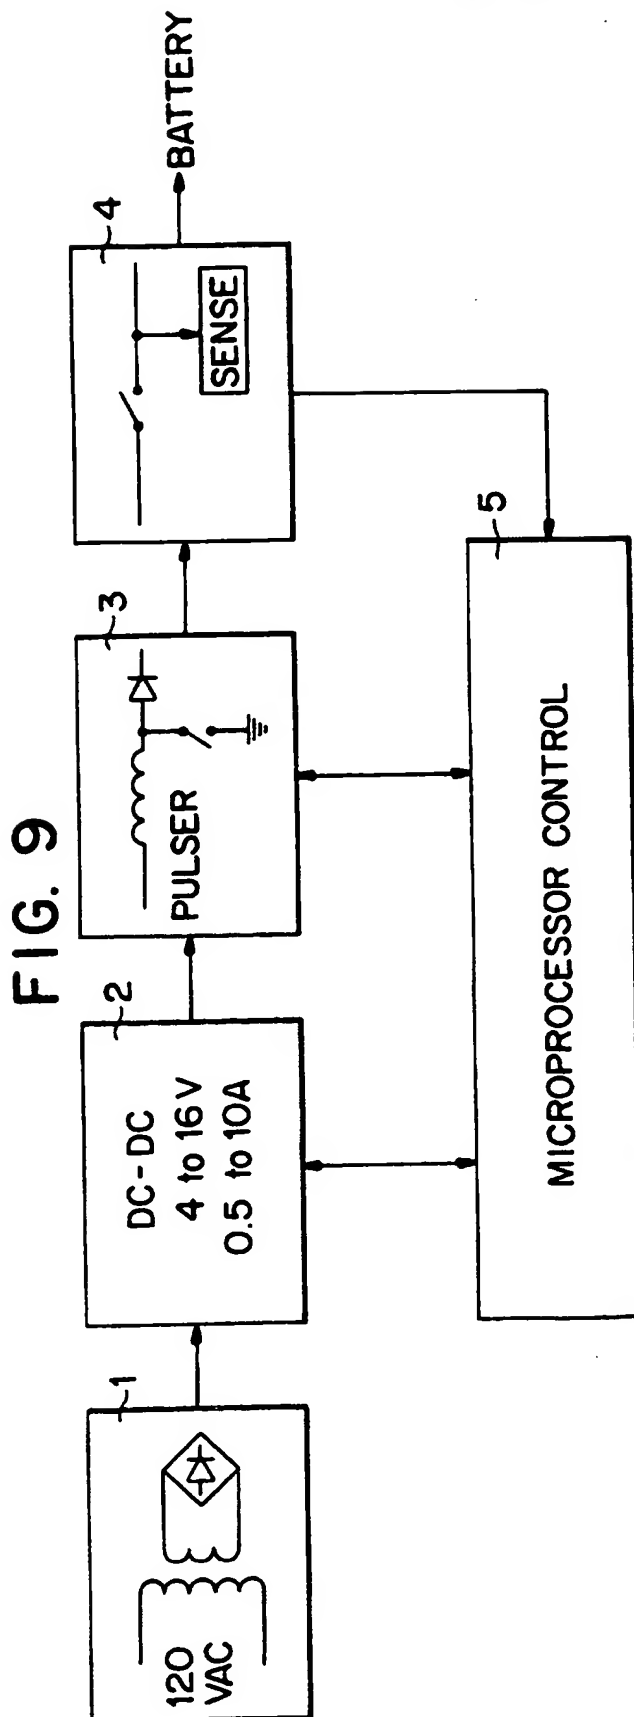 FIG. 9
1
120
VAC
2
DC-DC
4 to 16V
0.5 to 10A
3
PULSER
4
SENSE
BATTERY
5
MICROPROCESSOR CONTROL